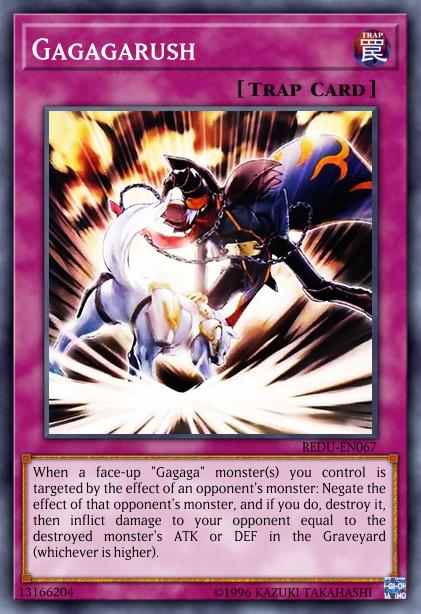 Gagagarush
TRAP
罠
[Trap Card]
REDU-EN067
When a face-up "Gagaga" monster(s) you control is
targeted by the effect of an opponent's monster: Negate the
effect of that opponent's monster, and if you do, destroy it,
then inflict damage to your opponent equal to the
destroyed monster's ATK or DEF in the Graveyard
(whichever is higher).
13166204
©1996 KAZUKI TAKAHASHI